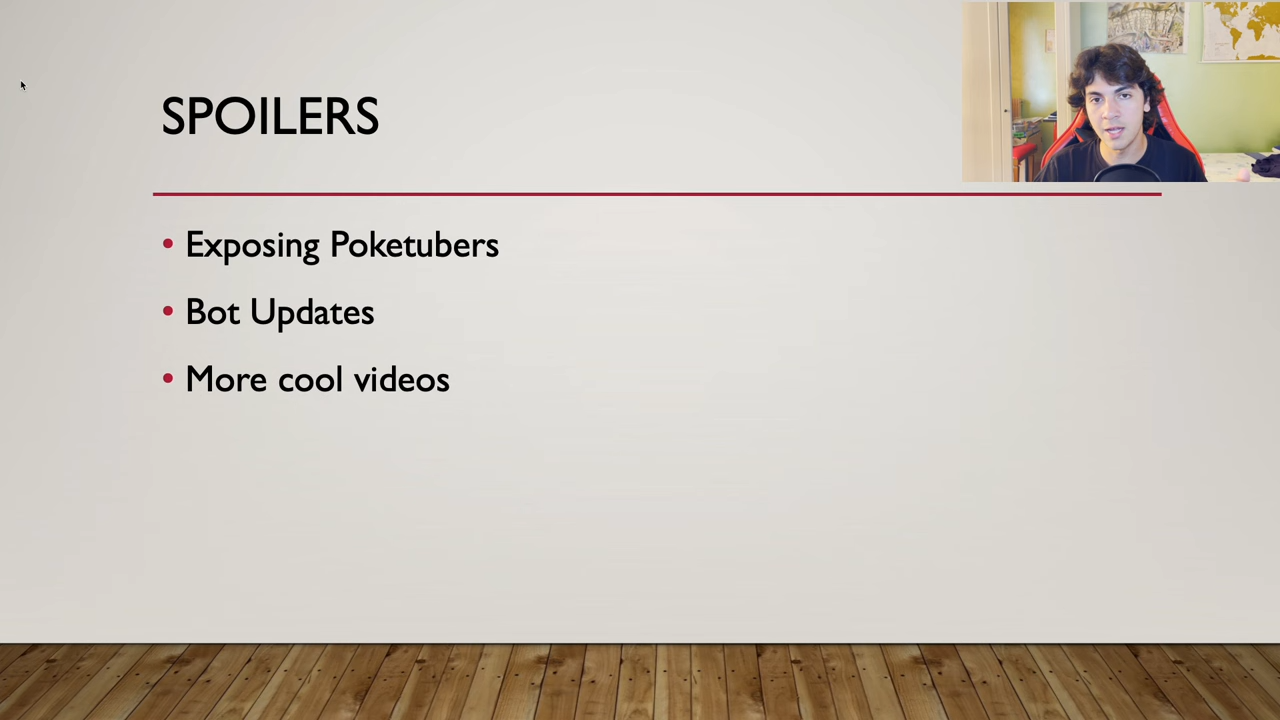 SPOILERS
• Exposing Poketubers
• Bot Updates
• More cool videos